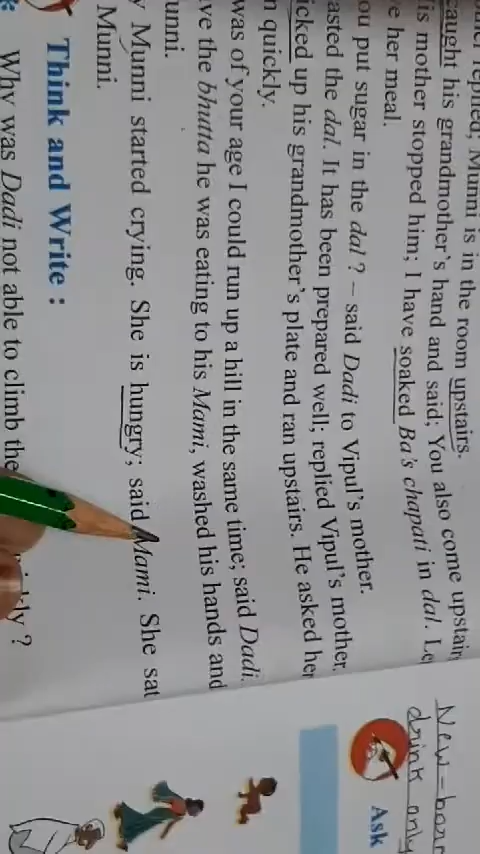 replied; Munni is in the room upstairs.
caught his grandmother's hand and said; You also come
is mother stopped him; I have soaked Ba's chapati in dal.
her meal.
ou put sugar in the dal ? – said Dadi to Vipul's mother.
asted the dal. It has been prepared well; replied Vipul's mother.
icked up his grandmother's plate and ran upstairs. He asked her
n quickly.
was of your age I could run up a hill in the same time; said Dadi.
ve the bhutta he was eating to his Mami, washed his hands and
unni.
Munni started crying. She is hungry; said Mami. She sat
Munni.
Think and Write :
Why was Dadi not able to climb the
?
New = born
drink only
Ask